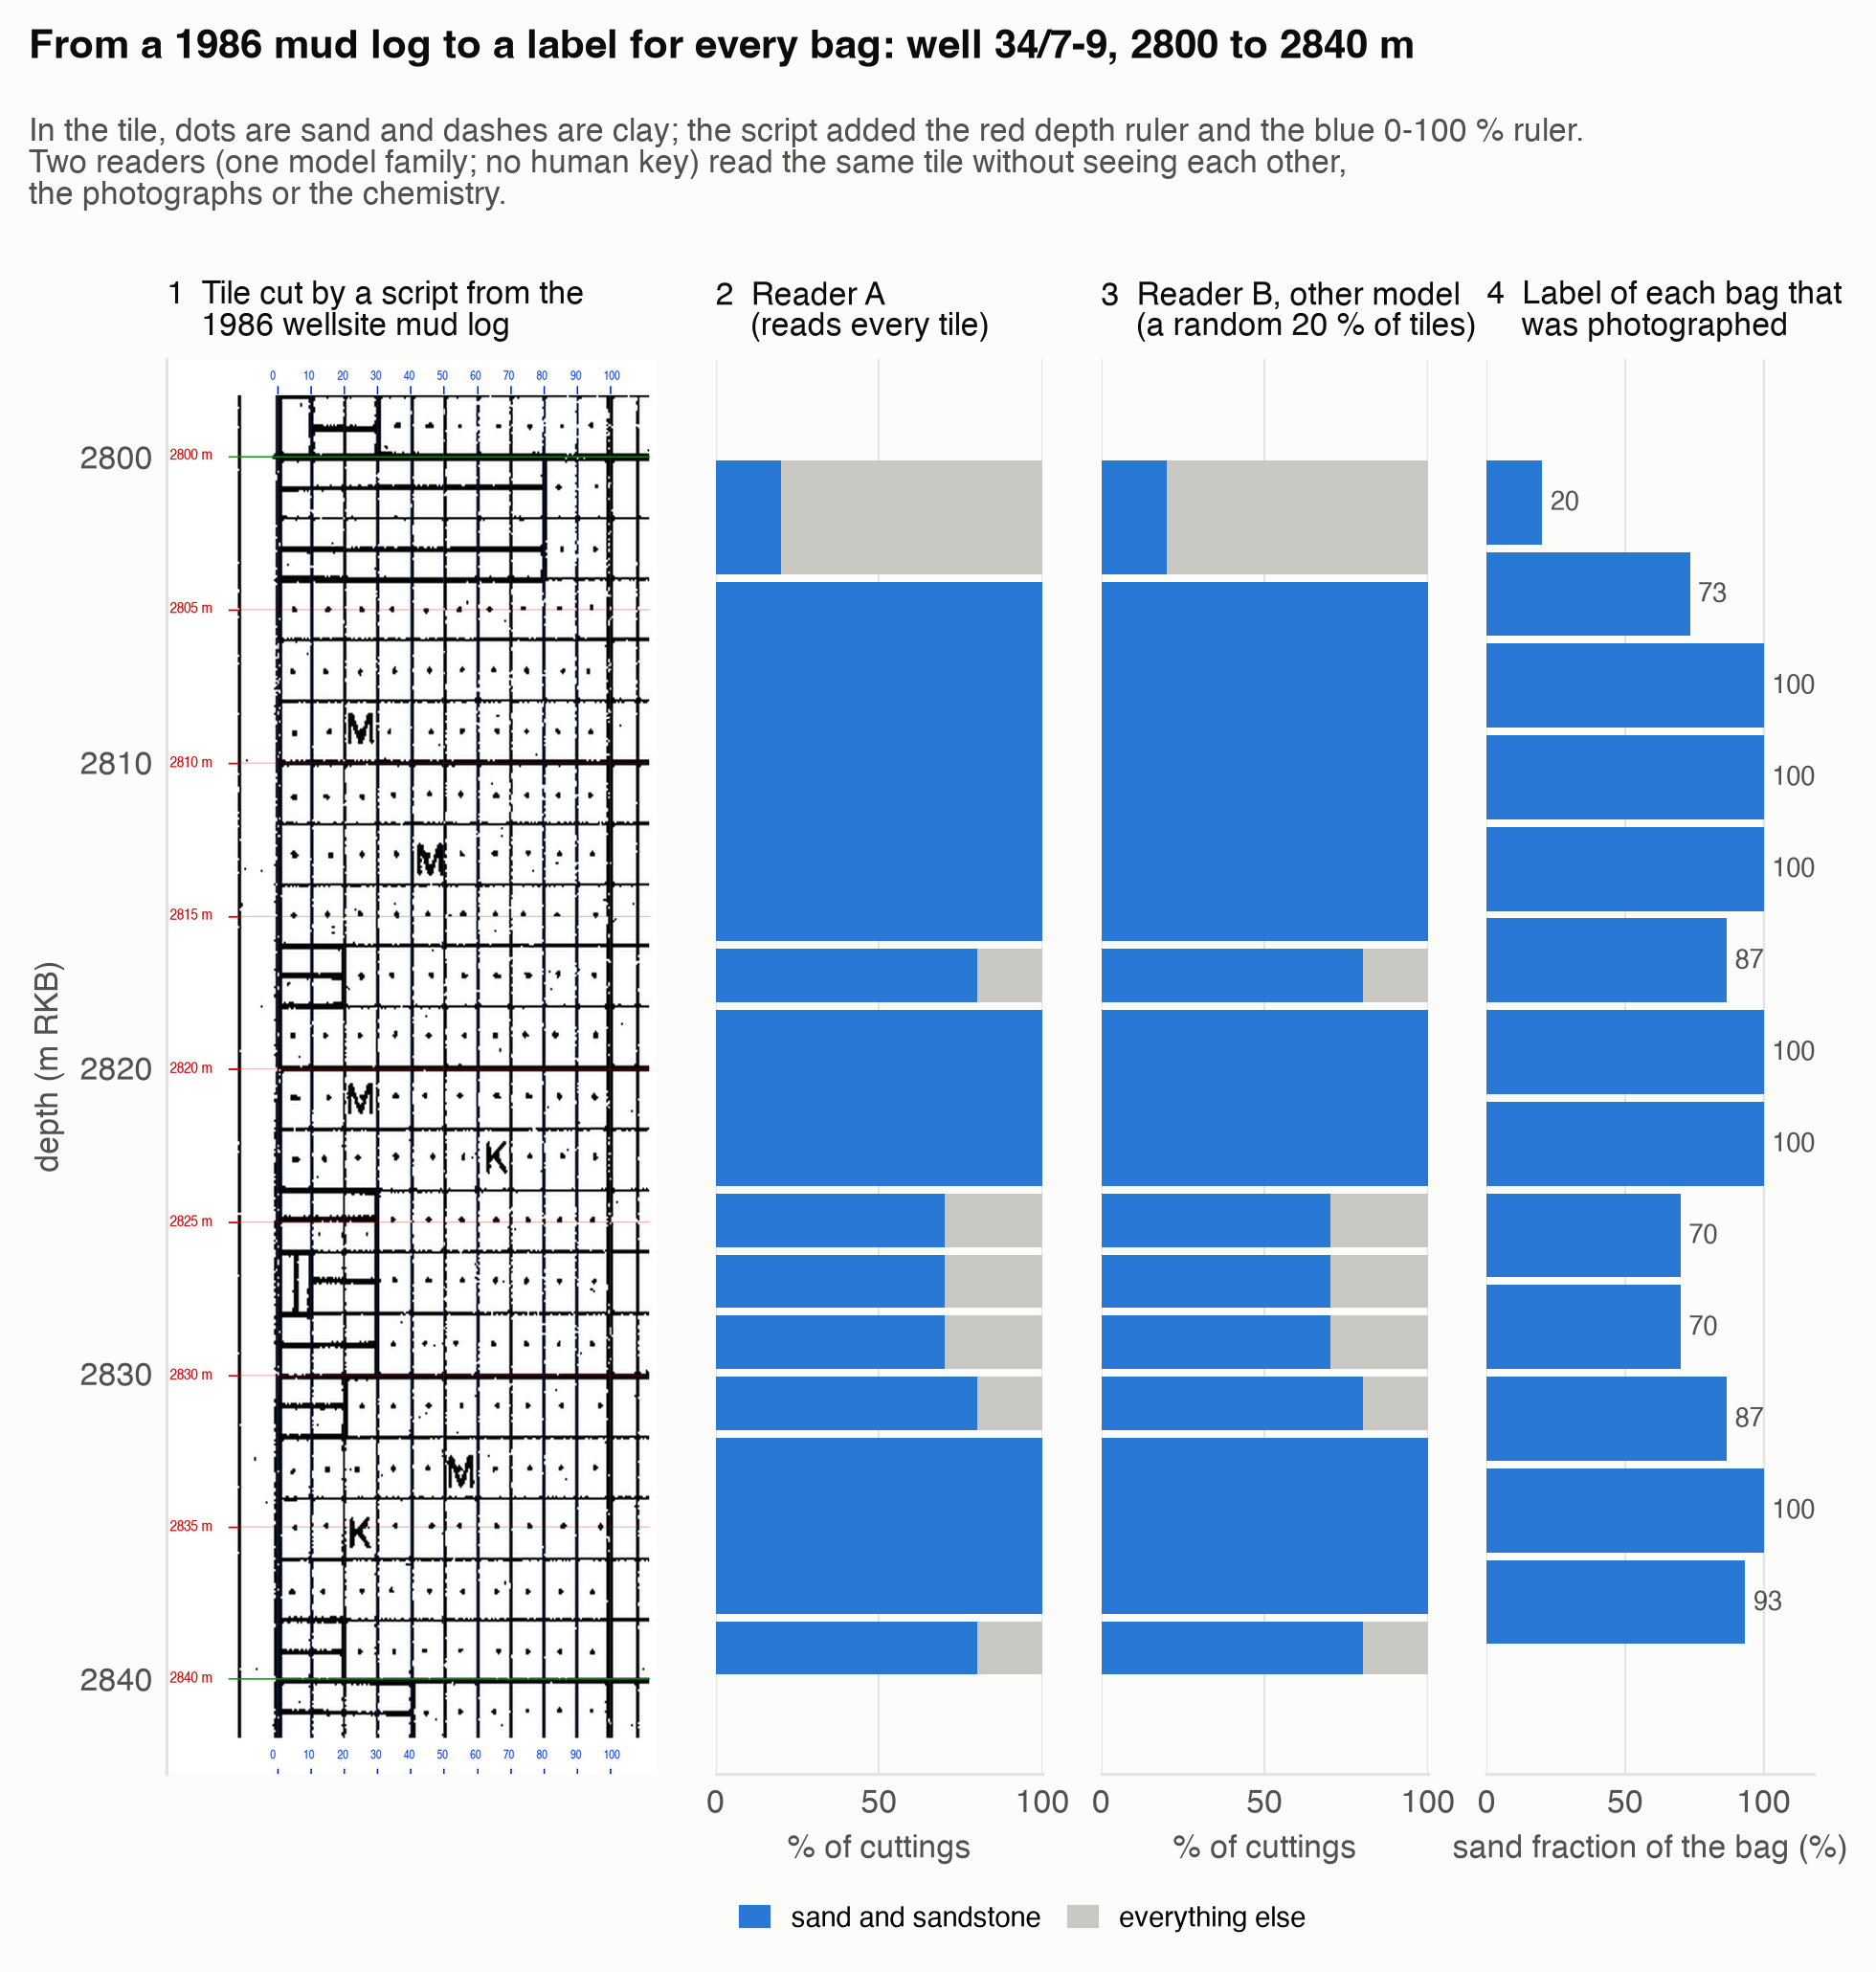 From a 1986 mud log to a label for every bag: well 34/7-9, 2800 to 2840 m
In the tile, dots are sand and dashes are clay; the script added the red depth ruler and the blue 0-100 % ruler.
Two readers (one model family; no human key) read the same tile without seeing each other,
the photographs or the chemistry.
1 Tile cut by a script from the
1986 wellsite mud log
2 Reader A
(reads every tile)
3 Reader B, other model
(a random 20 % of tiles)
4 Label of each bag that
was photographed
0 10 20 30 40 50 60 70 80 90 100
2800
2810
2820
2830
2840
depth (m RKB)
2800 m
2805 m
2810 m
2815 m
2820 m
2825 m
2830 m
2835 m
2840 m
M
M
M
K
M
K
0 10 20 30 40 50 60 70 80 90 100
20
73
100
100
100
87
100
100
70
70
87
100
93
0 50 100
% of cuttings
0 50 100
% of cuttings
0 50 100
sand fraction of the bag (%)
sand and sandstone
everything else